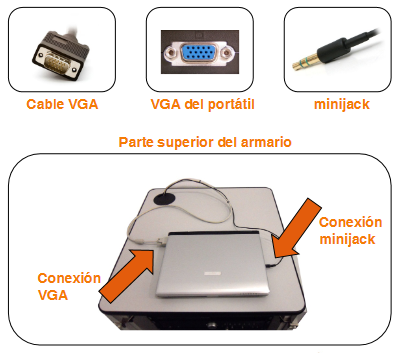 Cable VGA
VGA del portátil
minijack
Parte superior del armario
Conexión
minijack
Conexión
VGA